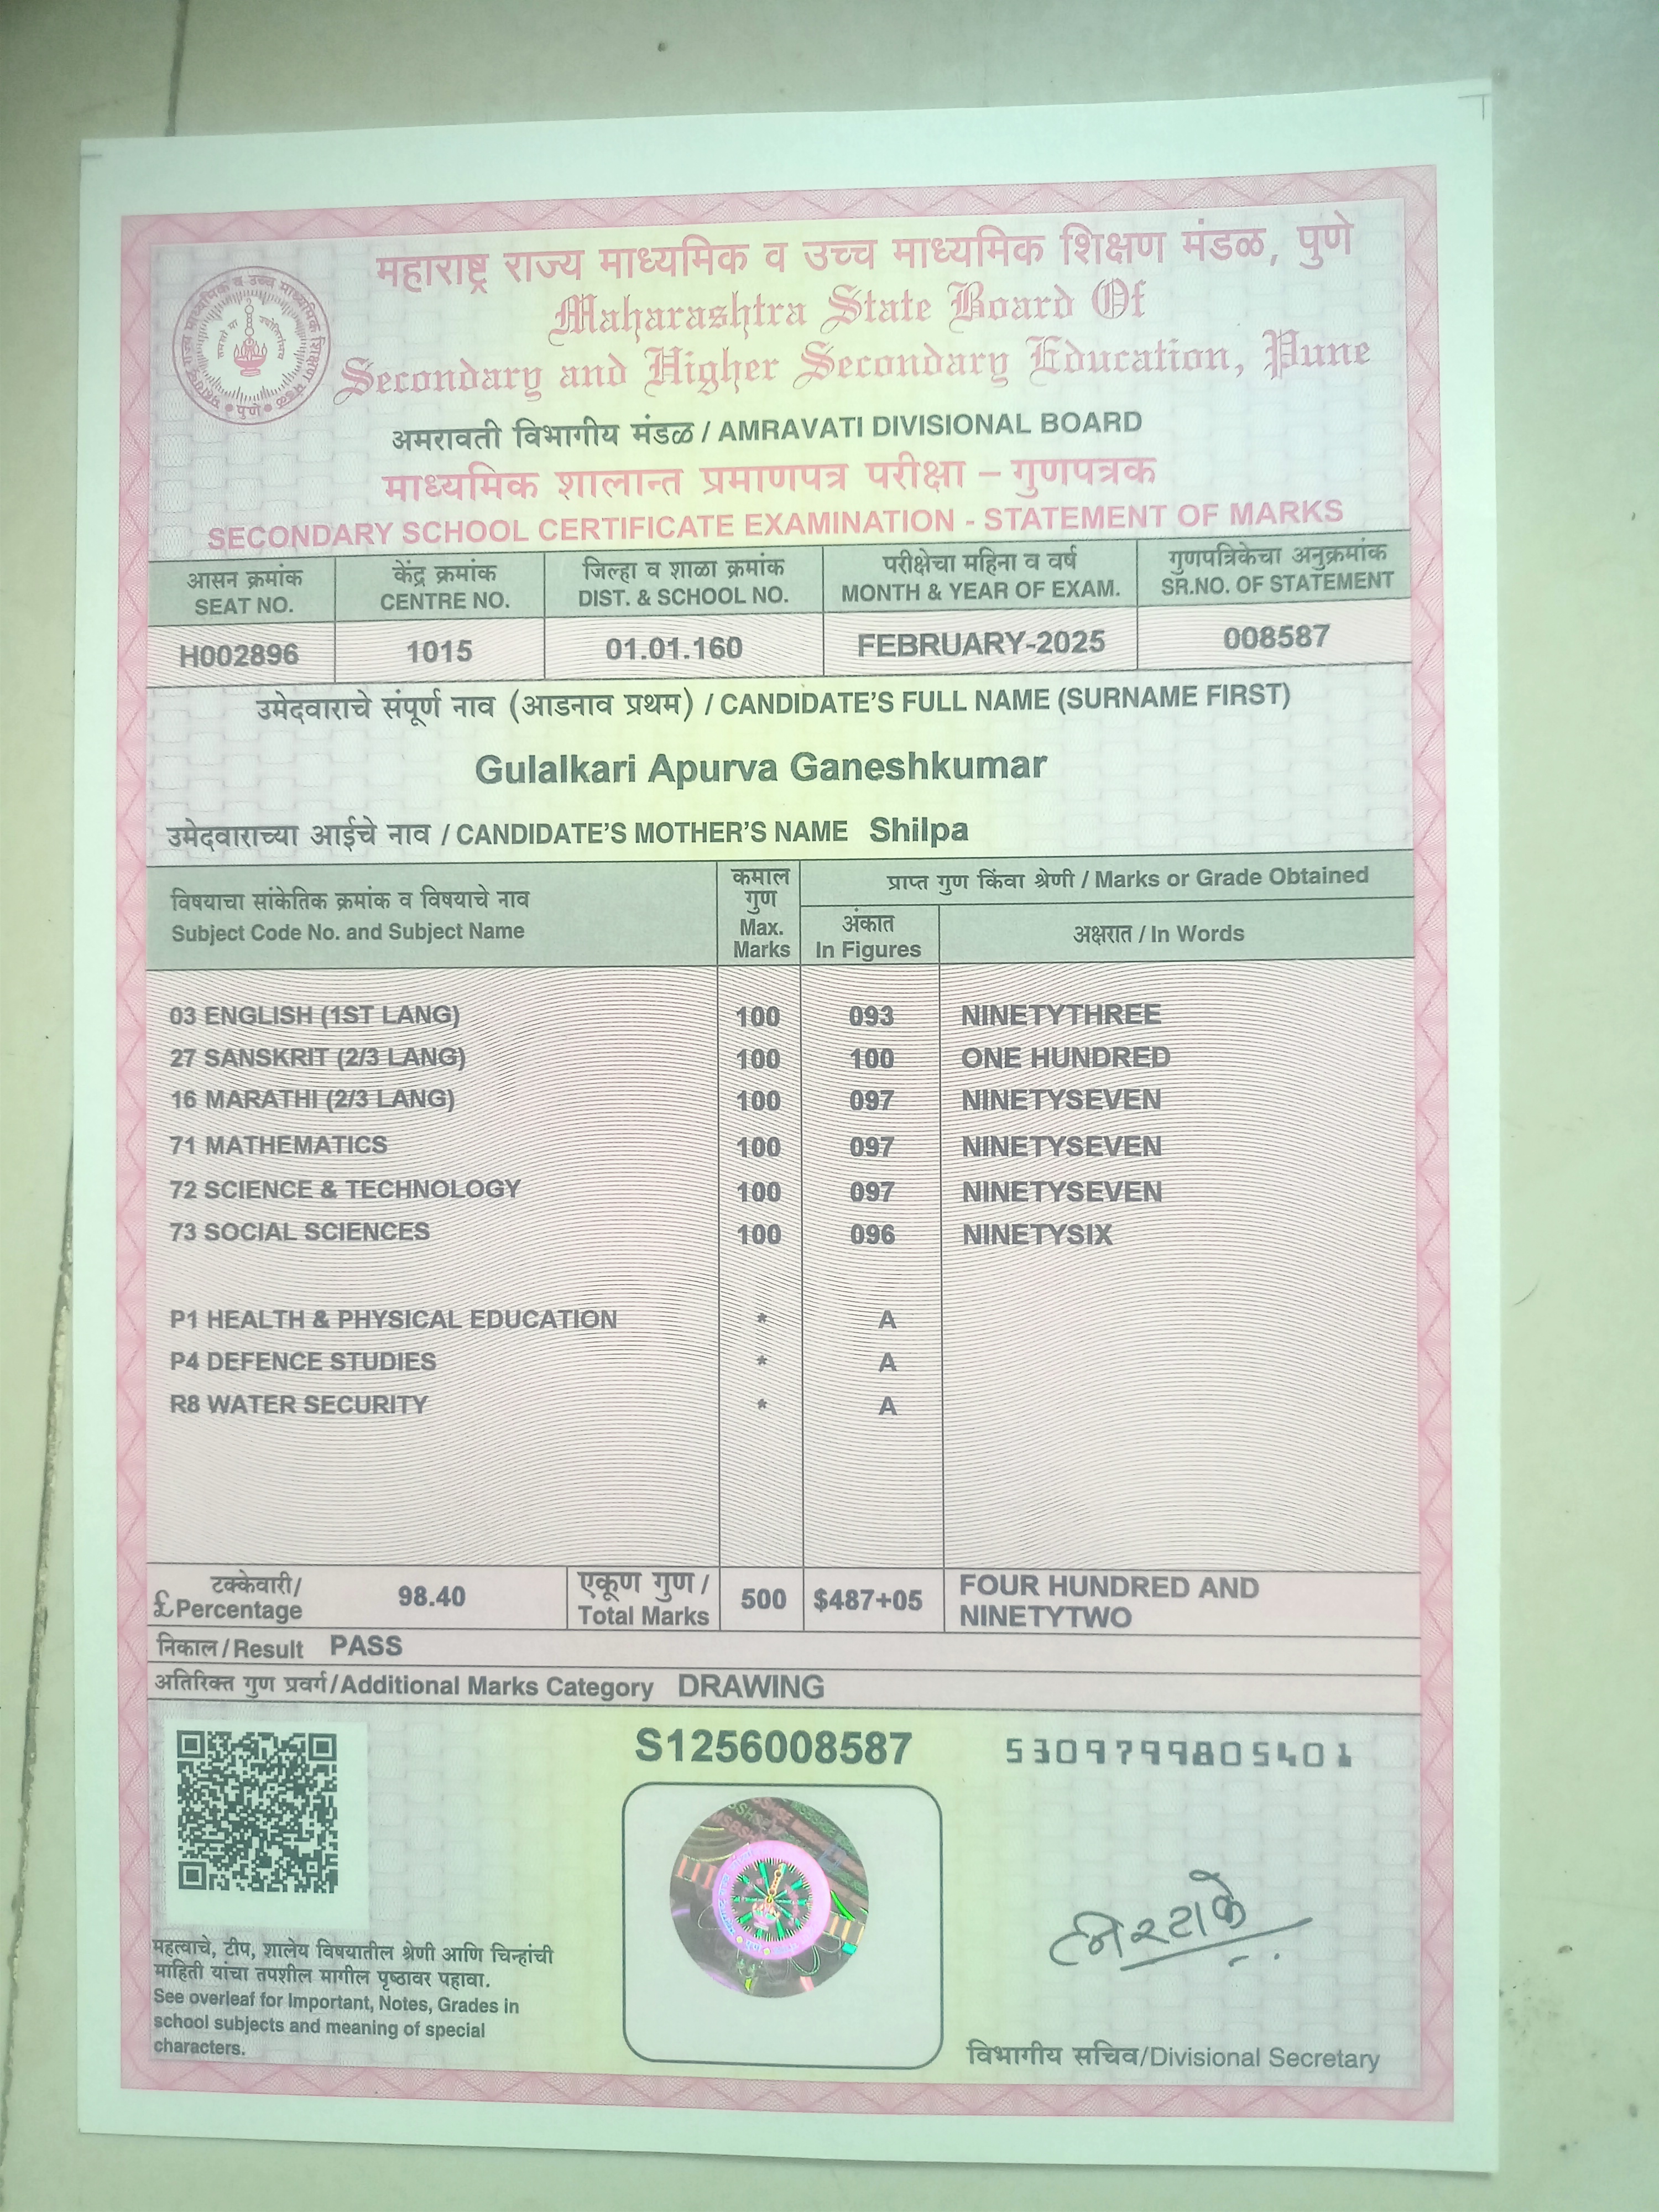 महाराष्ट्र राज्य माध्यमिक व उच्च माध्यमिक शिक्षण मंडळ, पुणे
Maharashtra State Board Of
Secondary and Higher Secondary Education, Pune
अमरावती विभागीय मंडळ / AMRAVATI DIVISIONAL BOARD
माध्यमिक शालान्त प्रमाणपत्र परीक्षा – गुणपत्रक
SECONDARY SCHOOL CERTIFICATE EXAMINATION - STATEMENT OF MARKS
आसन क्रमांक केंद्र क्रमांक जिल्हा व शाळा क्रमांक परीक्षेचा महिना व वर्ष गुणपत्रिकेचा अनुक्रमांक
SEAT NO. CENTRE NO. DIST. & SCHOOL NO. MONTH & YEAR OF EXAM. SR.NO. OF STATEMENT
H002896 1015 01.01.160 FEBRUARY-2025 008587
उमेदवाराचे संपूर्ण नाव (आडनाव प्रथम) / CANDIDATE'S FULL NAME (SURNAME FIRST)
Gulalkari Apurva Ganeshkumar
उमेदवाराच्या आईचे नाव / CANDIDATE'S MOTHER'S NAME Shilpa
विषयाचा सांकेतिक क्रमांक व विषयाचे नाव
Subject Code No. and Subject Name
कमाल
गुण
Max.
Marks
प्राप्त गुण किंवा श्रेणी / Marks or Grade Obtained
अंकात
In Figures
अक्षरात / In Words
03 ENGLISH (1ST LANG) 100 093 NINETYTHREE
27 SANSKRIT (2/3 LANG) 100 100 ONE HUNDRED
16 MARATHI (2/3 LANG) 100 097 NINETYSEVEN
71 MATHEMATICS 100 097 NINETYSEVEN
72 SCIENCE & TECHNOLOGY 100 097 NINETYSEVEN
73 SOCIAL SCIENCES 100 096 NINETYSIX
P1 HEALTH & PHYSICAL EDUCATION * A
P4 DEFENCE STUDIES * A
R8 WATER SECURITY * A
टक्केवारी/
£Percentage
98.40
एकूण गुण /
Total Marks
500 $487+05
FOUR HUNDRED AND
NINETYTWO
निकाल / Result PASS
अतिरिक्त गुण प्रवर्ग/Additional Marks Category DRAWING
S1256008587
5309799805401
महत्वाचे, टीप, शालेय विषयातील श्रेणी आणि चिन्हांची
माहिती यांचा तपशील मागील पृष्ठावर पहावा.
See overleaf for Important, Notes, Grades in
school subjects and meaning of special
characters.
विभागीय सचिव/Divisional Secretary